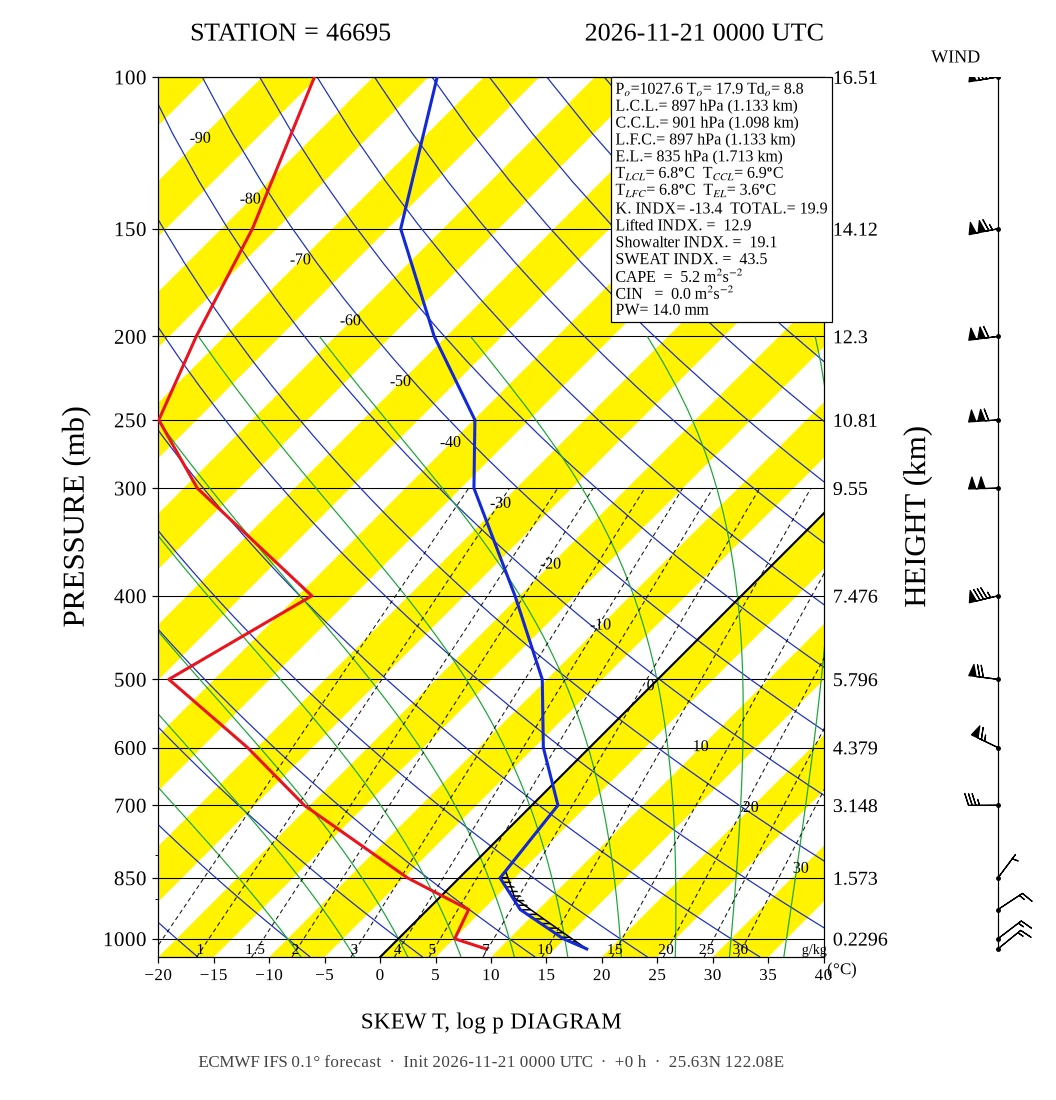 STATION = 46695
2026-11-21 0000 UTC
WIND
100
16.51
Pₒ=1027.6 Tₒ= 17.9 Tdₒ= 8.8
L.C.L.= 897 hPa (1.133 km)
C.C.L.= 901 hPa (1.098 km)
L.F.C.= 897 hPa (1.133 km)
E.L.= 835 hPa (1.713 km)
T_LCL= 6.8°C T_CCL= 6.9°C
T_LFC= 6.8°C T_EL= 3.6°C
K. INDX= -13.4 TOTAL.= 19.9
Lifted INDX. = 12.9
Showalter INDX. = 19.1
SWEAT INDX. = 43.5
CAPE = 5.2 m²s⁻²
CIN = 0.0 m²s⁻²
PW= 14.0 mm
-90
-80
150
14.12
-70
-60
200
12.3
-50
250
10.81
-40
300
9.55
-30
PRESSURE (mb)
HEIGHT (km)
-20
400
7.476
-10
500
5.796
0
600
10
4.379
700
20
3.148
850
30
1.573
1000
0.2296
1 1.5 2 3 4 5 7 10 15 20 25 30 g/kg
−20 −15 −10 −5 0 5 10 15 20 25 30 35 40 (°C)
SKEW T, log p DIAGRAM
ECMWF IFS 0.1° forecast · Init 2026-11-21 0000 UTC · +0 h · 25.63N 122.08E